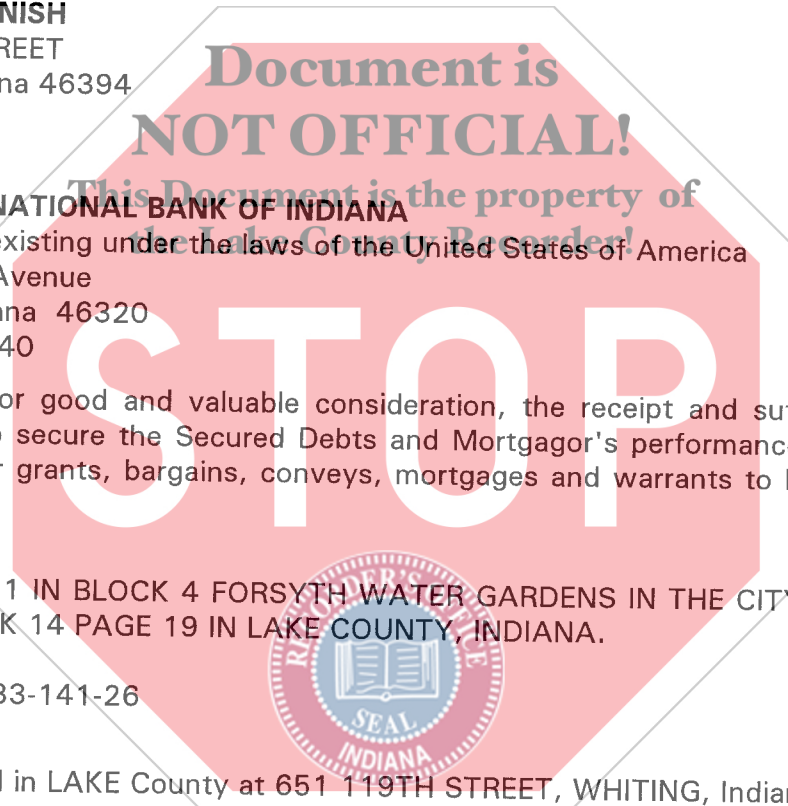 NISH
REET
na 46394
Document is
NOT OFFICIAL!
This Document is the property of
the Lake County Recorder!
NATIONAL BANK OF INDIANA
existing under the laws of the United States of America
Avenue
ana 46320
40
or good and valuable consideration, the receipt and suf
secure the Secured Debts and Mortgagor's performanc
grants, bargains, conveys, mortgages and warrants to
STOP
1 IN BLOCK 4 FORSYTH WATER GARDENS IN THE CITY
K 14 PAGE 19 IN LAKE COUNTY, INDIANA.
33-141-26
RECORDER'S OFFICE
SEAL
INDIANA
in LAKE County at 651 119TH STREET, WHITING, Indian